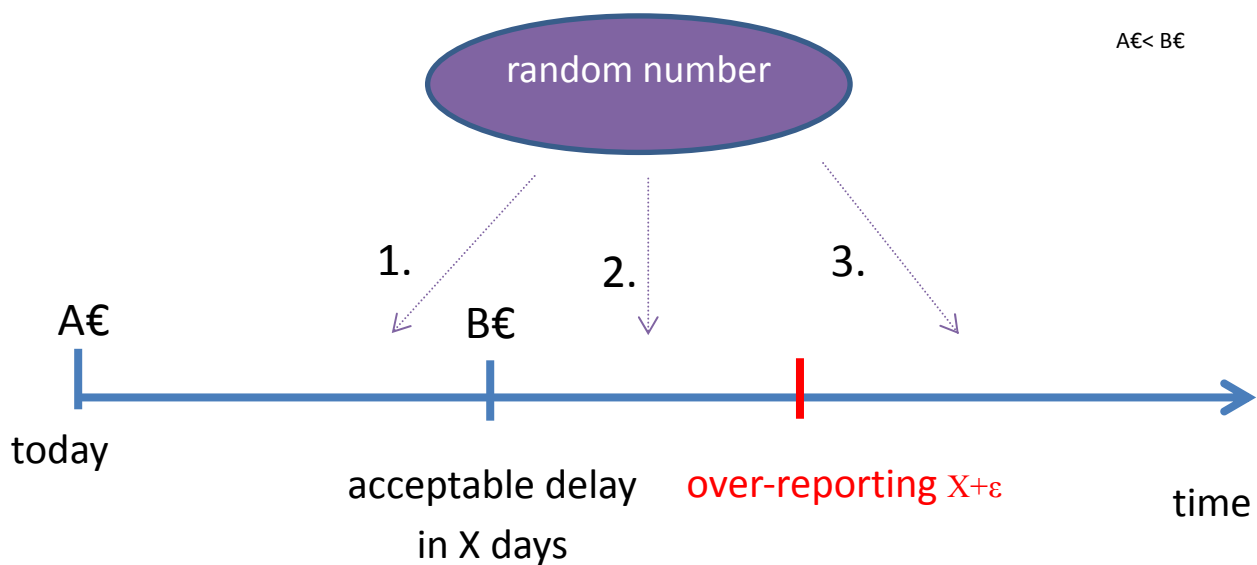 random number
A€< B€
1.
2.
3.
A€
B€
today
acceptable delay
in X days
over-reporting X+ε
time